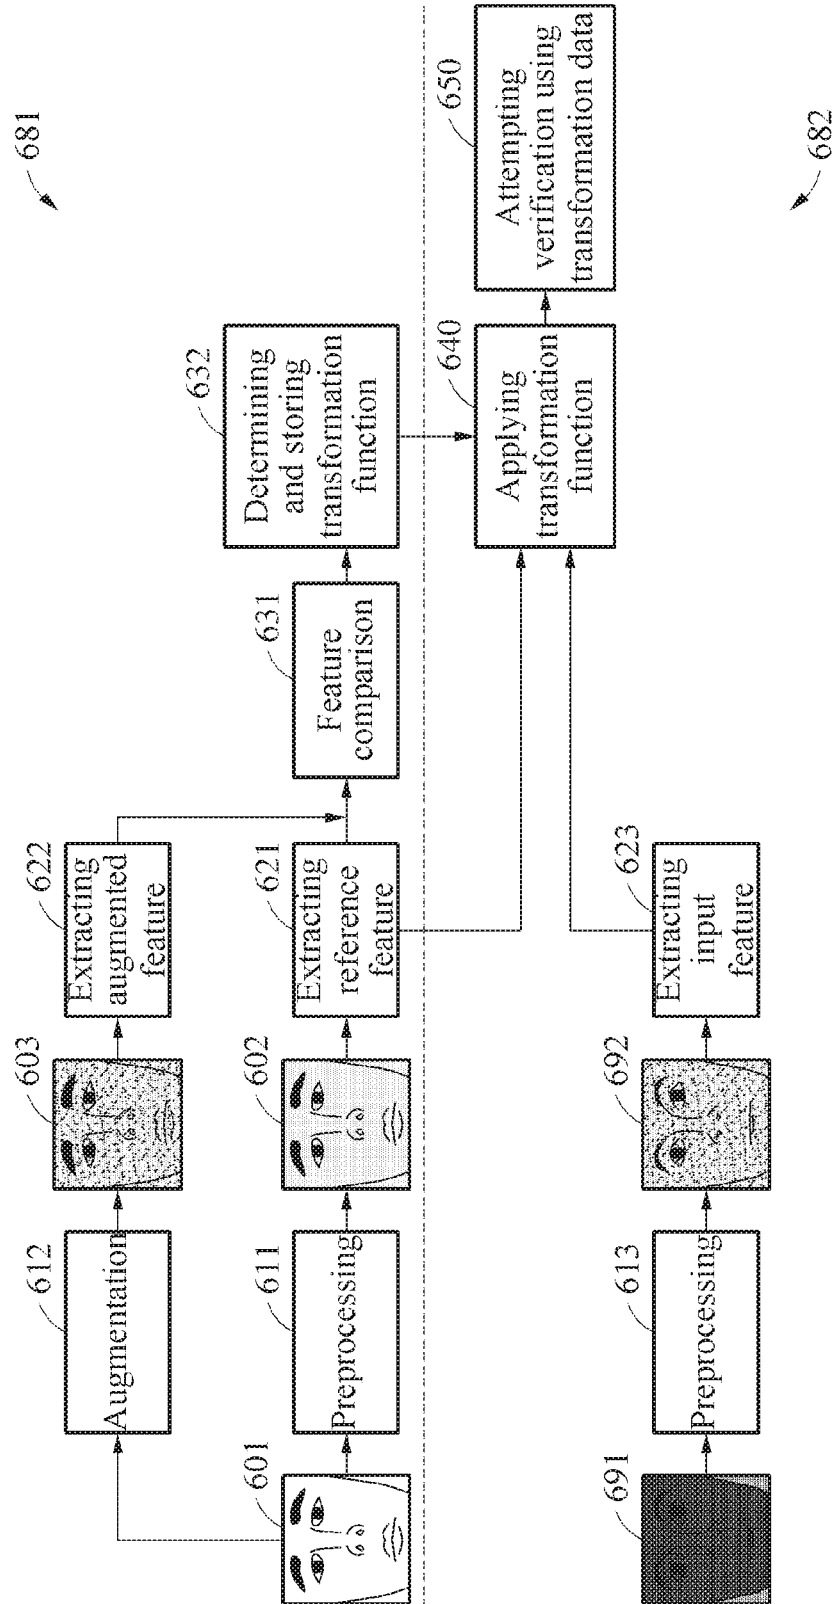 681
612
Augmentation
603
622
Extracting
augmented
feature
601
611
Preprocessing
602
621
Extracting
reference
feature
631
Feature
comparison
632
Determining
and storing
transformation
function
691
613
Preprocessing
692
623
Extracting
input
feature
640
Applying
transformation
function
650
Attempting
verification using
transformation data
682